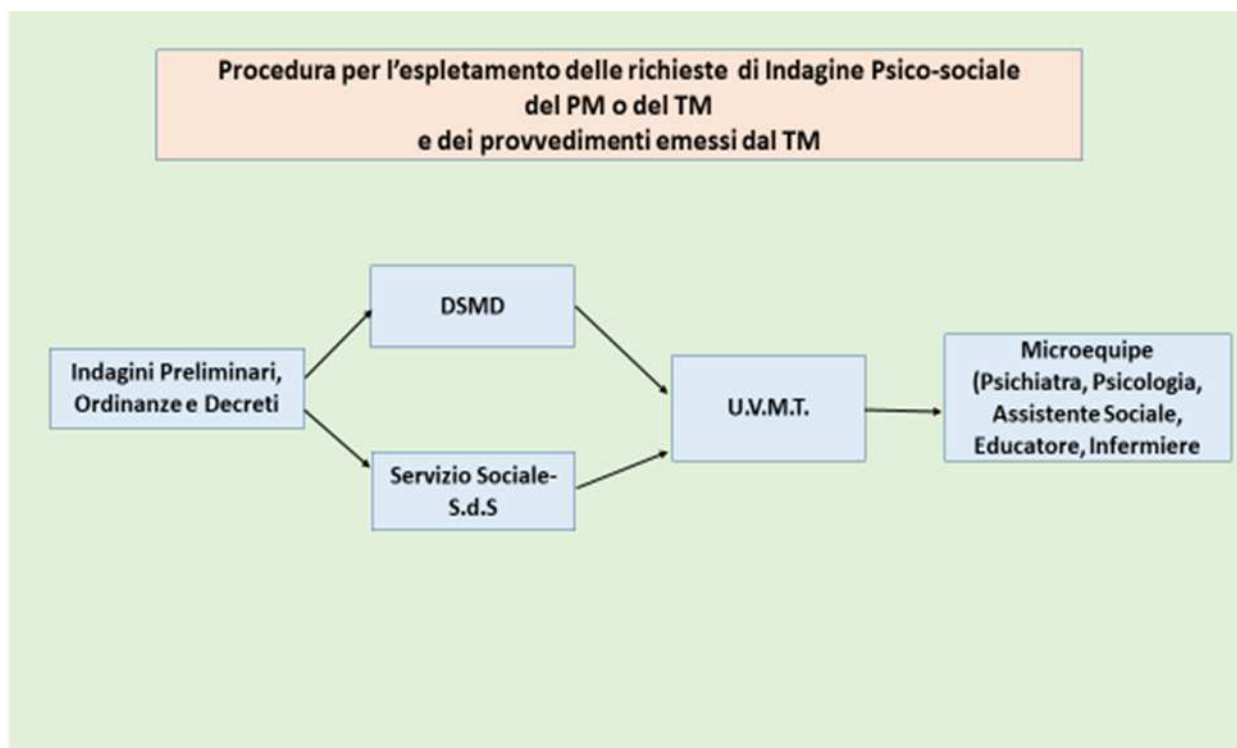 Procedura per l’espletamento delle richieste di Indagine Psico-sociale
del PM o del TM
e dei provvedimenti emessi dal TM
Indagini Preliminari,
Ordinanze e Decreti
DSMD
Servizio Sociale-
S.d.S
U.V.M.T.
Microequipe
(Psichiatra, Psicologia,
Assistente Sociale,
Educatore, Infermiere